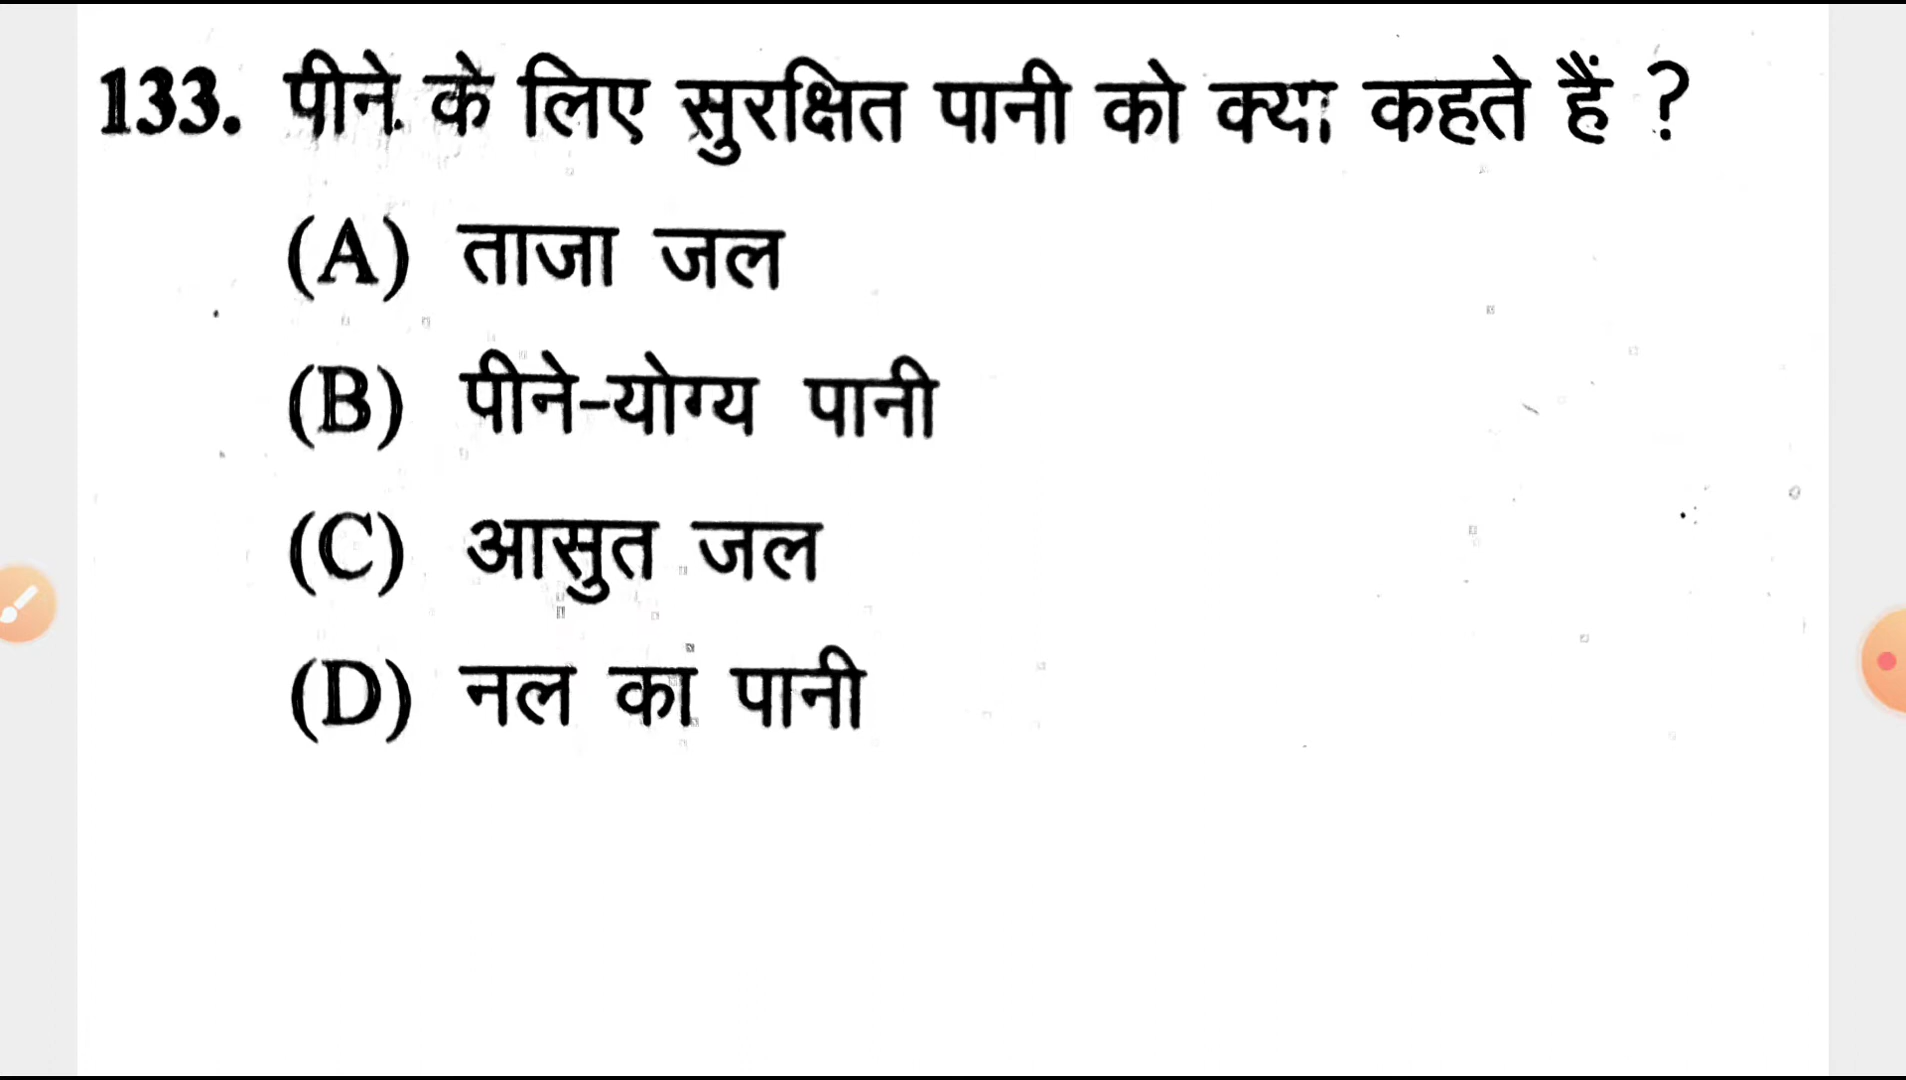 133. पीने के लिए सुरक्षित पानी को क्या कहते हैं ?
(A) ताजा जल
(B) पीने-योग्य पानी
(C) आसुत जल
(D) नल का पानी